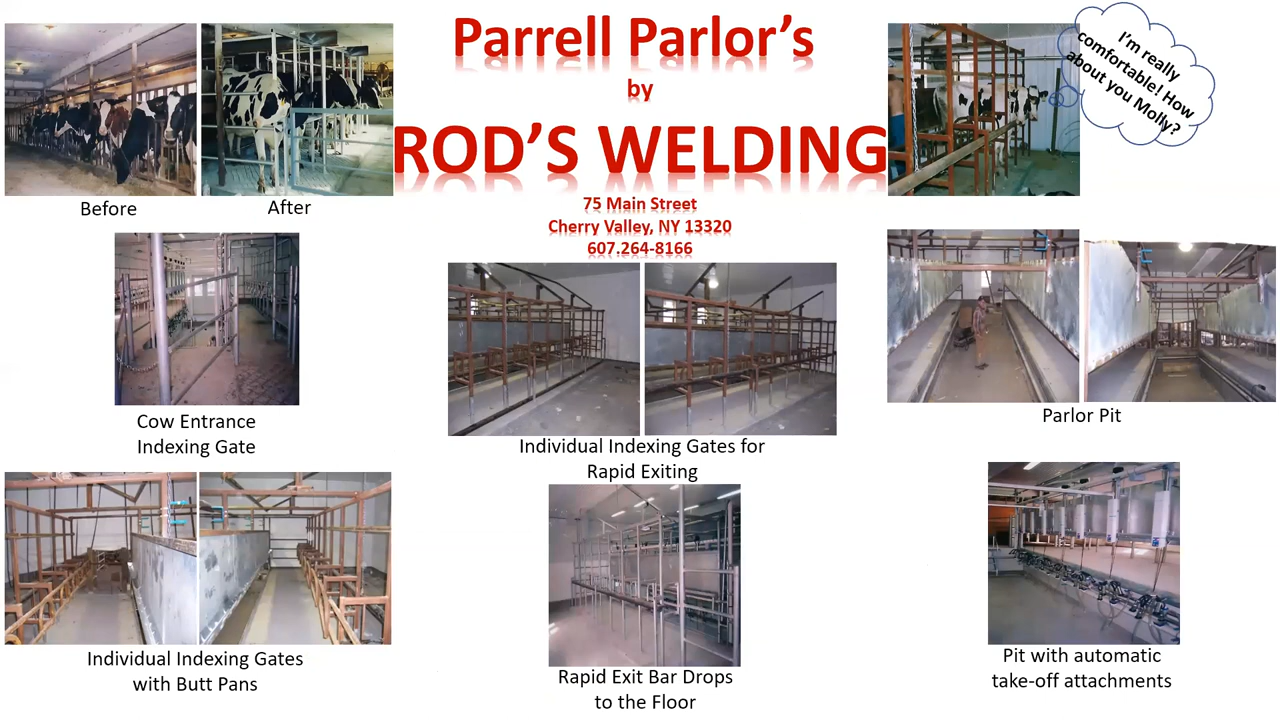 Parrell Parlor's
by
ROD'S WELDING
75 Main Street
Cherry Valley, NY 13320
607.264-8166
I'm really
comfortable! How
about you Molly?
Before
After
Cow Entrance
Indexing Gate
Individual Indexing Gates for
Rapid Exiting
Parlor Pit
Individual Indexing Gates
with Butt Pans
Rapid Exit Bar Drops
to the Floor
Pit with automatic
take-off attachments